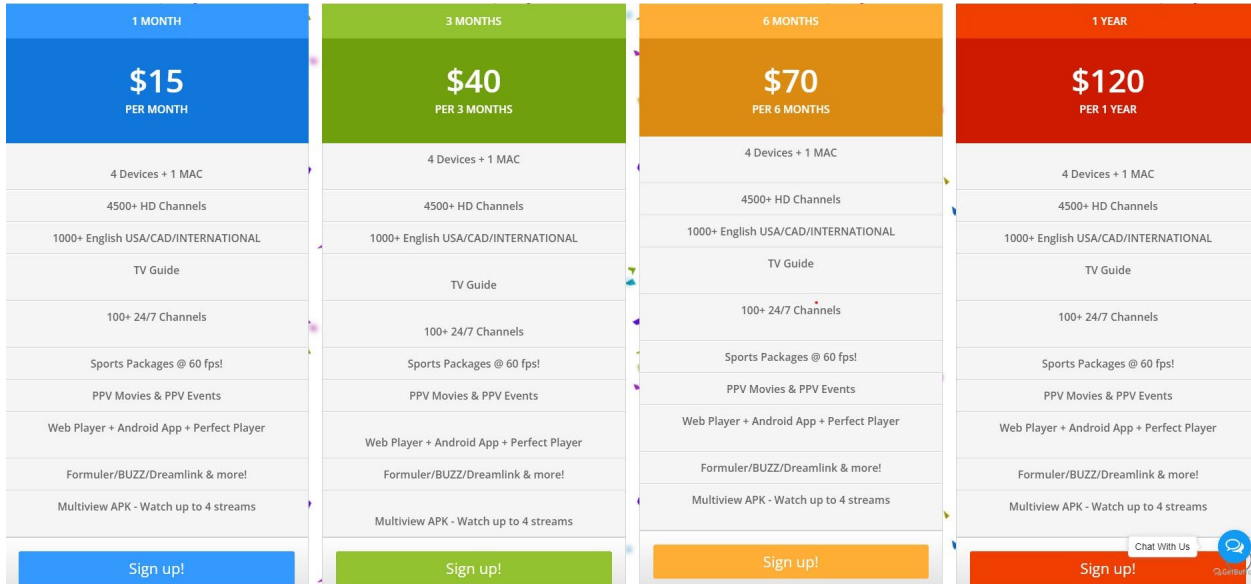 1 MONTH
$15
PER MONTH
4 Devices + 1 MAC
4500+ HD Channels
1000+ English USA/CAD/INTERNATIONAL
TV Guide
100+ 24/7 Channels
Sports Packages @ 60 fps!
PPV Movies & PPV Events
Web Player + Android App + Perfect Player
Formuler/BUZZ/Dreamlink & more!
Multiview APK - Watch up to 4 streams
Sign up!
3 MONTHS
$40
PER 3 MONTHS
4 Devices + 1 MAC
4500+ HD Channels
1000+ English USA/CAD/INTERNATIONAL
TV Guide
100+ 24/7 Channels
Sports Packages @ 60 fps!
PPV Movies & PPV Events
Web Player + Android App + Perfect Player
Formuler/BUZZ/Dreamlink & more!
Multiview APK - Watch up to 4 streams
Sign up!
6 MONTHS
$70
PER 6 MONTHS
4 Devices + 1 MAC
4500+ HD Channels
1000+ English USA/CAD/INTERNATIONAL
TV Guide
100+ 24/7 Channels
Sports Packages @ 60 fps!
PPV Movies & PPV Events
Web Player + Android App + Perfect Player
Formuler/BUZZ/Dreamlink & more!
Multiview APK - Watch up to 4 streams
Sign up!
1 YEAR
$120
PER 1 YEAR
4 Devices + 1 MAC
4500+ HD Channels
1000+ English USA/CAD/INTERNATIONAL
TV Guide
100+ 24/7 Channels
Sports Packages @ 60 fps!
PPV Movies & PPV Events
Web Player + Android App + Perfect Player
Formuler/BUZZ/Dreamlink & more!
Multiview APK - Watch up to 4 streams
Sign up!
Chat With Us